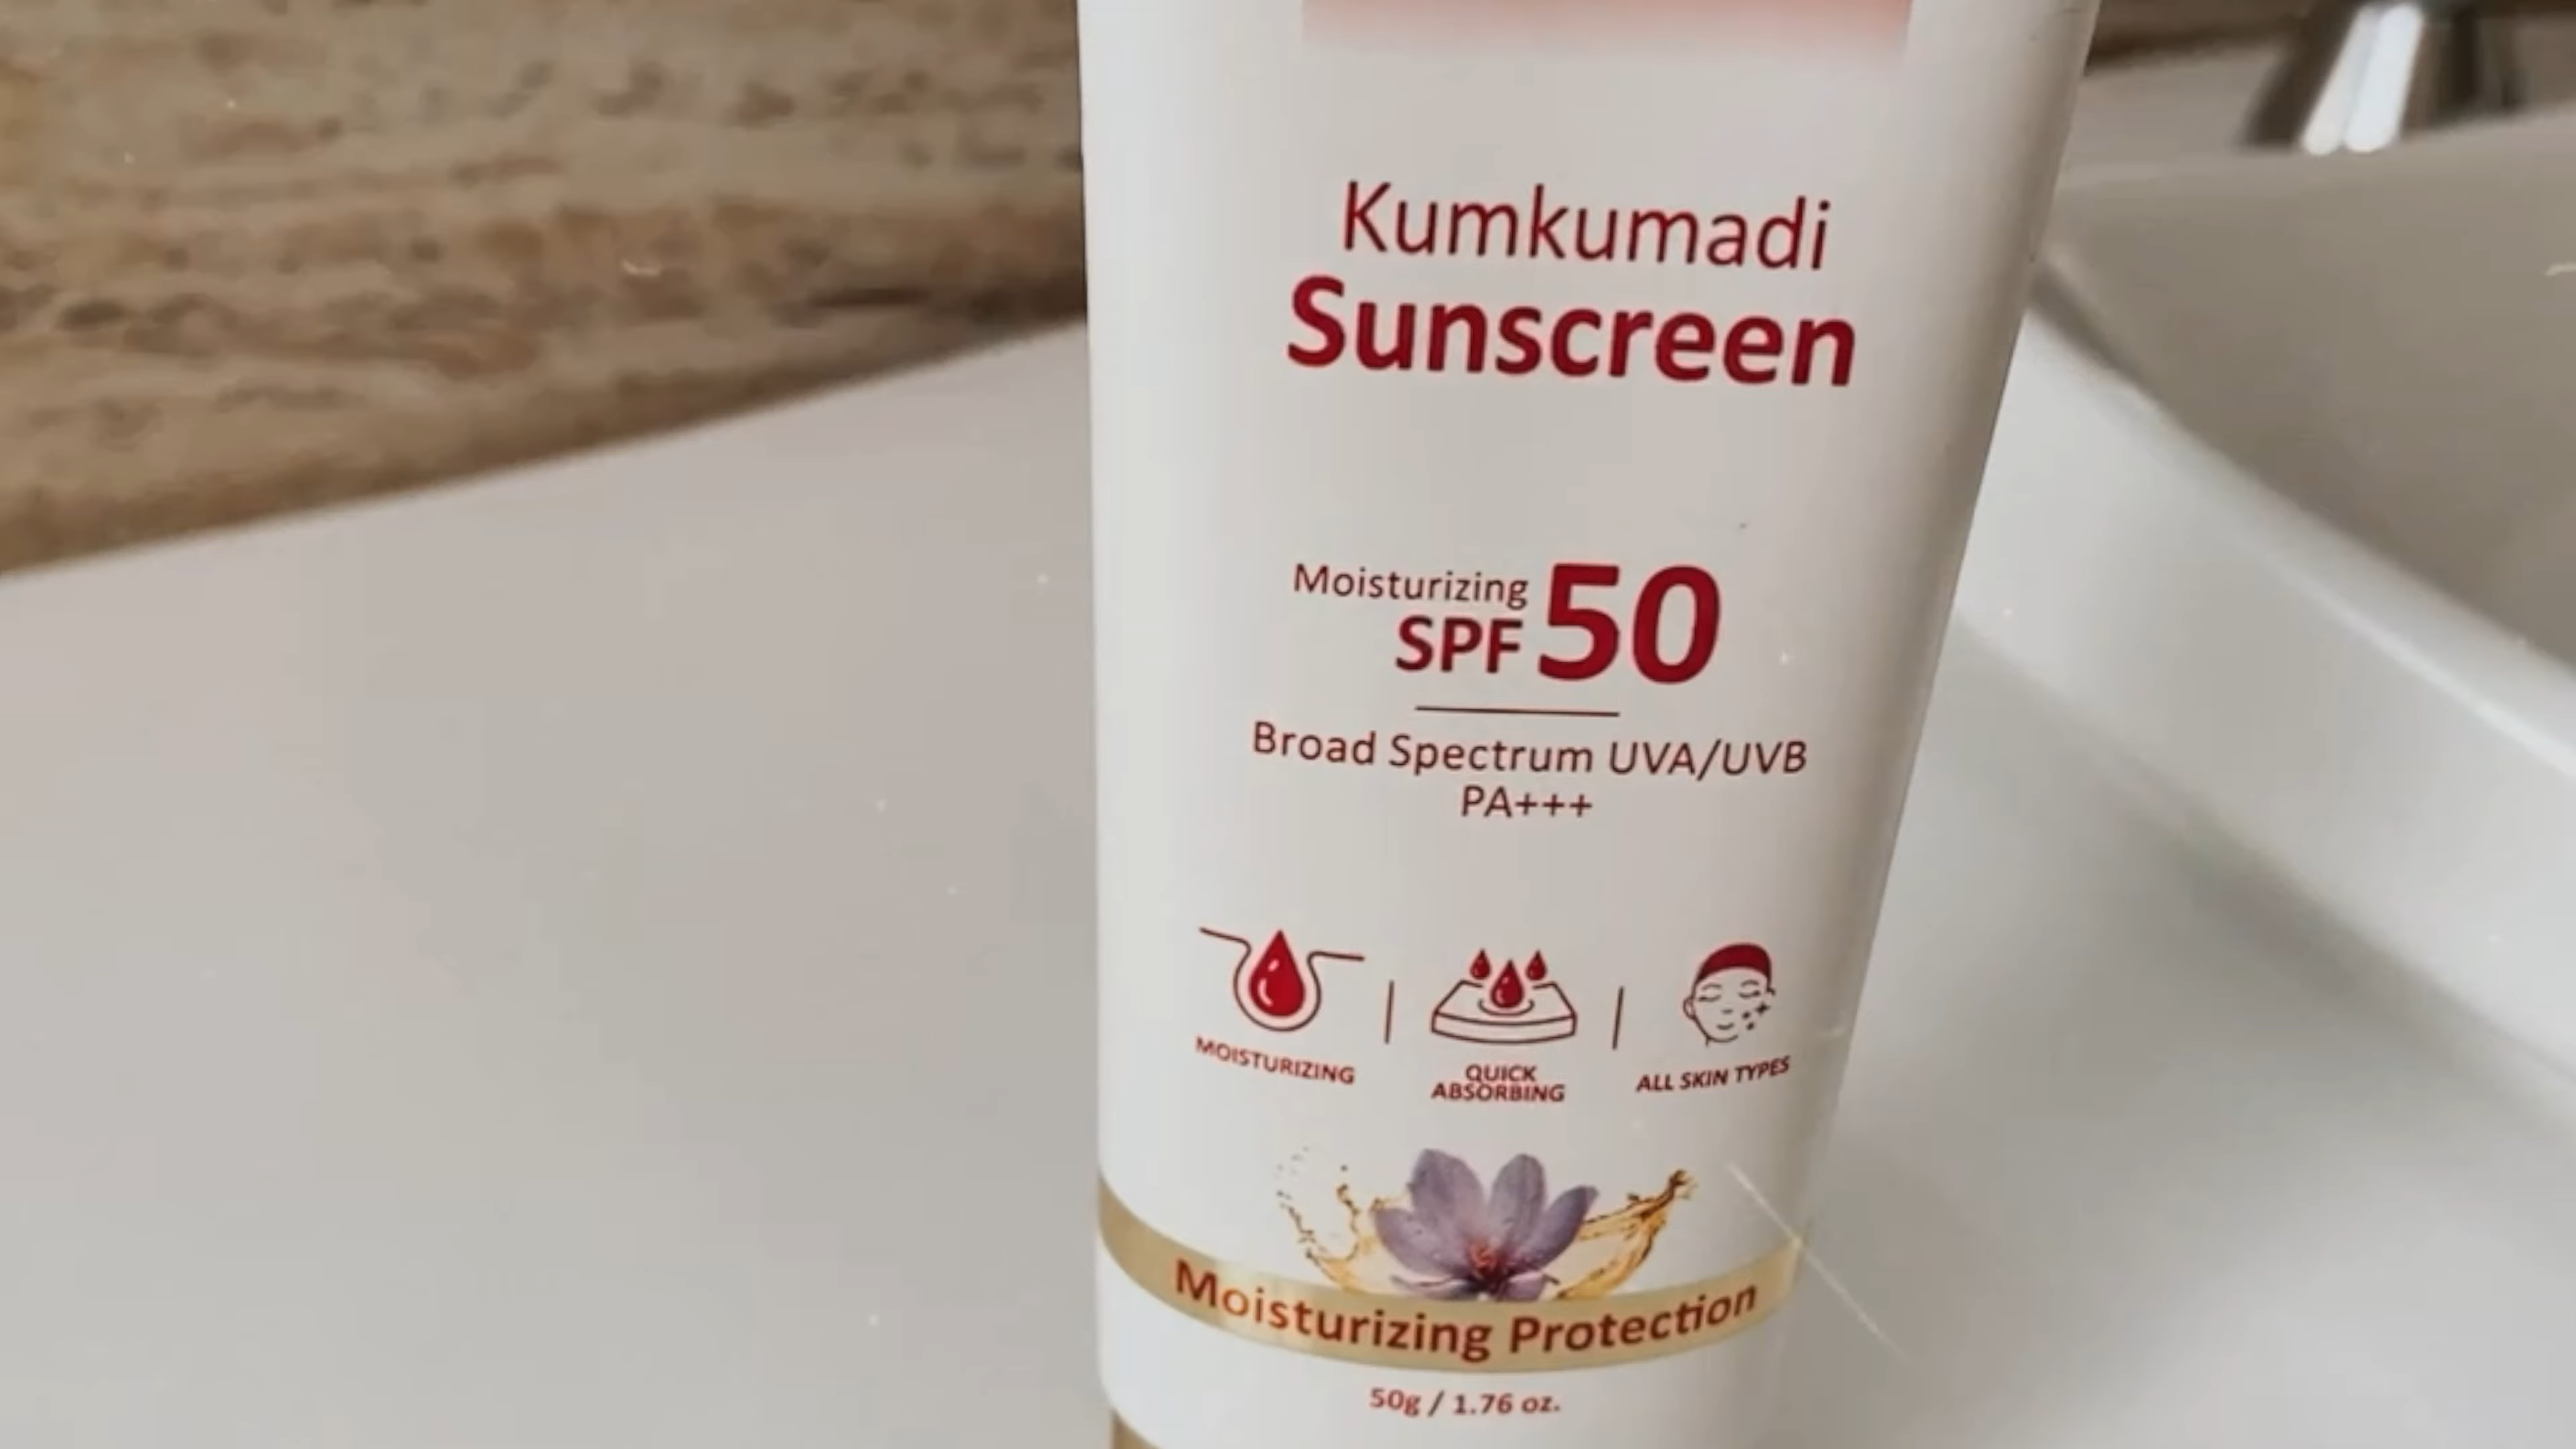 Kumkumadi
Sunscreen
Moisturizing
SPF 50
Broad Spectrum UVA/UVB
PA+++
MOISTURIZING
QUICK
ABSORBING
ALL SKIN TYPES
Moisturizing Protection
50g / 1.76 oz.